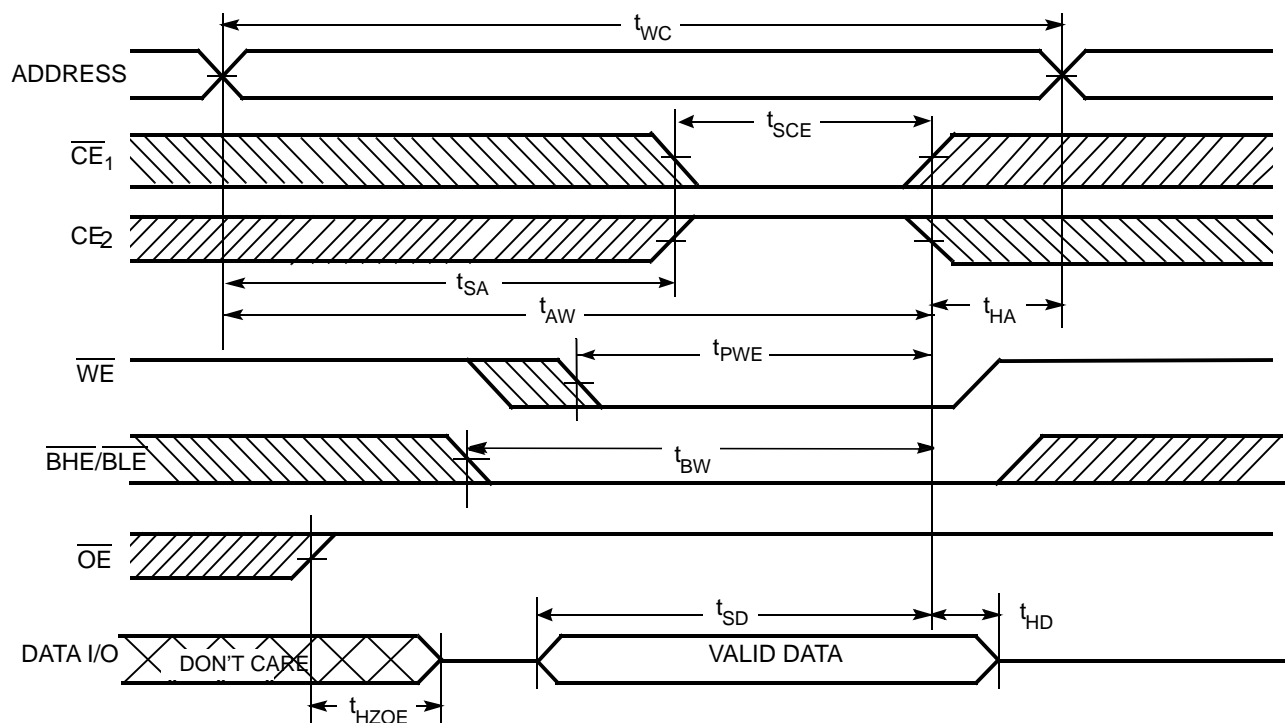 tWC
ADDRESS
tSCE
CE1
CE2
tSA
tAW
tHA
tPWE
WE
BHE/BLE
tBW
OE
tSD
tHD
DATA I/O
DON'T CARE
VALID DATA
tHZOE